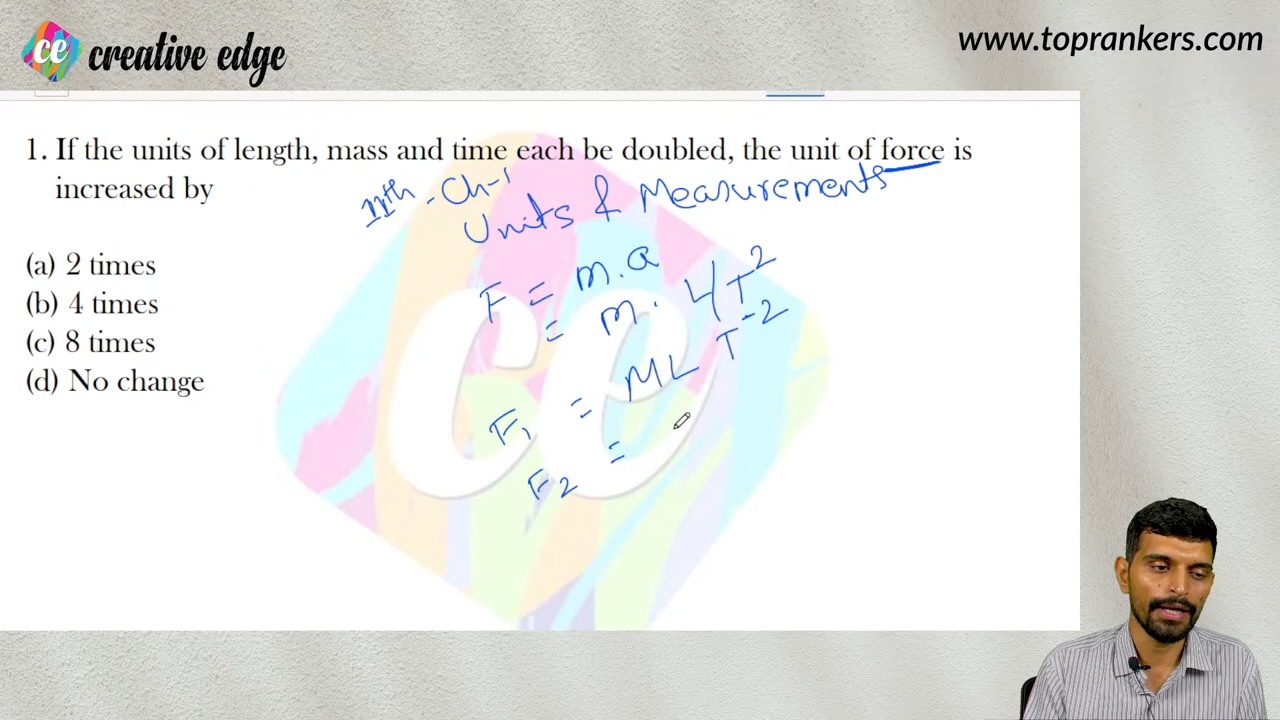 ce creative edge
www.toprankers.com
1. If the units of length, mass and time each be doubled, the unit of force is
increased by
11th - Ch-1
Units & Measurements
(a) 2 times
(b) 4 times
(c) 8 times
(d) No change
F = m.a
= m. L/T²
F₁ = ML T⁻²
F₂ =
ce